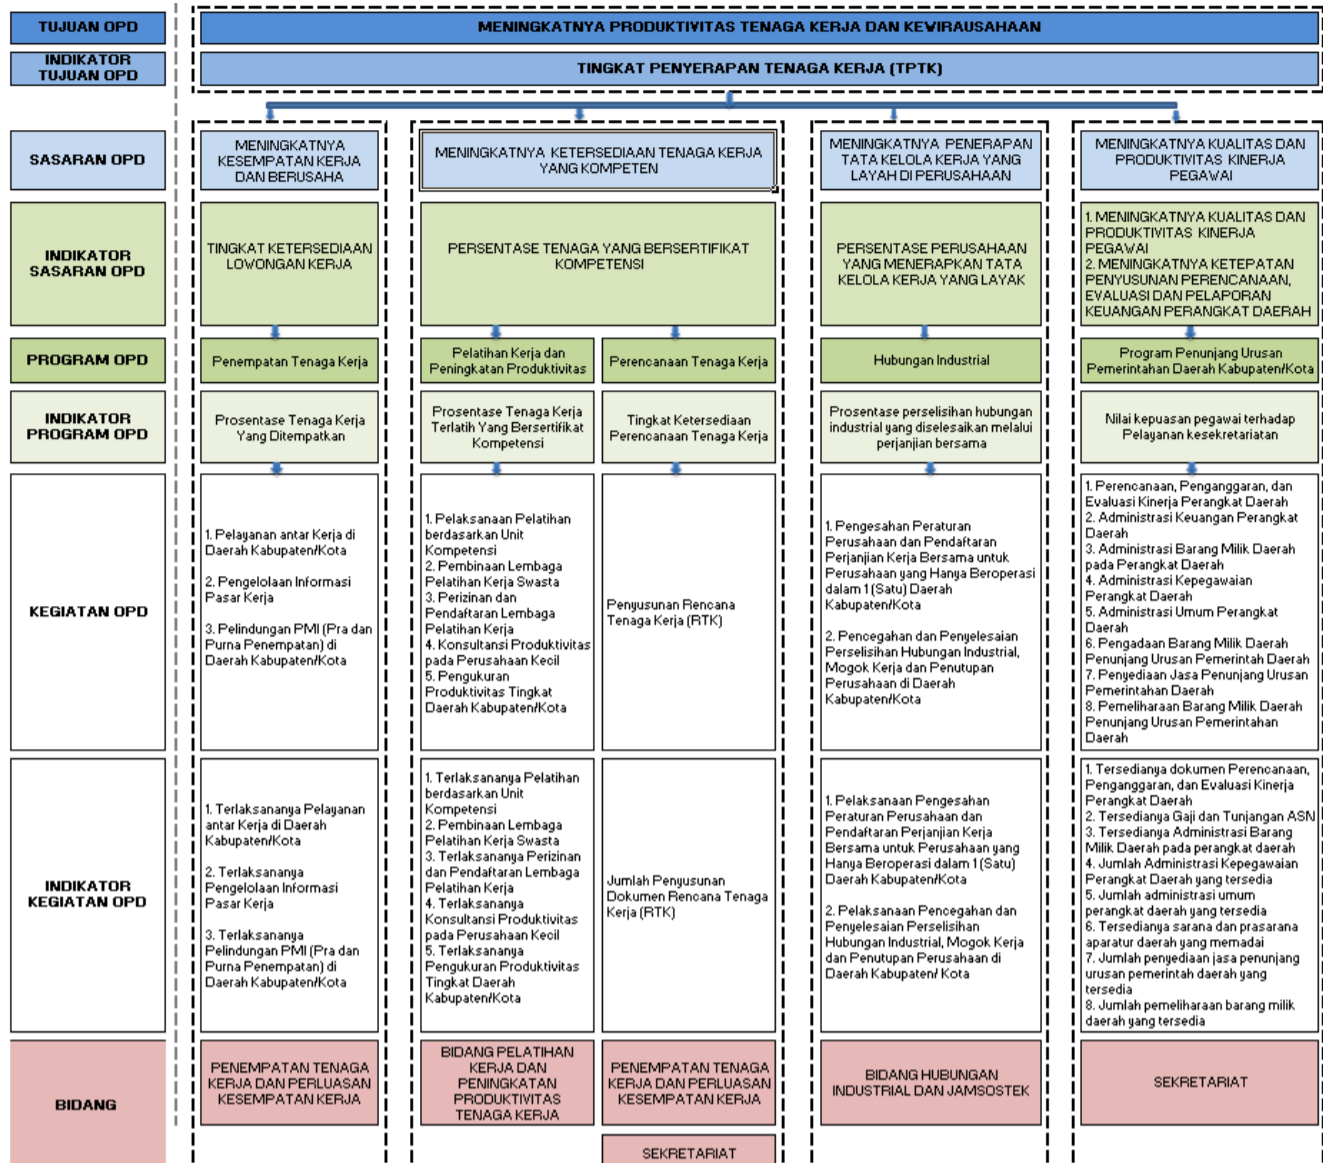 TUJUAN OPD
MENINGKATNYA PRODUKTIVITAS TENAGA KERJA DAN KEWIRAUSAHAAN
INDIKATOR
TUJUAN OPD
TINGKAT PENYERAPAN TENAGA KERJA (TPTK)
SASARAN OPD
MENINGKATNYA
KESEMPATAN KERJA
DAN BERUSAHA
MENINGKATNYA KETERSEDIAAN TENAGA KERJA
YANG KOMPETEN
MENINGKATNYA PENERAPAN
TATA KELOLA KERJA YANG
LAYAH DI PERUSAHAAN
MENINGKATNYA KUALITAS DAN
PRODUKTIVITAS KINERJA
PEGAWAI
INDIKATOR
SASARAN OPD
TINGKAT KETERSEDIAAN
LOWONGAN KERJA
PERSENTASE TENAGA YANG BERSERTIFIKAT
KOMPETENSI
PERSENTASE PERUSAHAAN
YANG MENERAPKAN TATA
KELOLA KERJA YANG LAYAK
1. MENINGKATNYA KUALITAS DAN
PRODUKTIVITAS KINERJA
PEGAWAI
2. MENINGKATNYA KETEPATAN
PENYUSUNAN PERENCANAAN,
EVALUASI DAN PELAPORAN
KEUANGAN PERANGKAT DAERAH
PROGRAM OPD
Penempatan Tenaga Kerja
Pelatihan Kerja dan
Peningkatan Produktivitas
Perencanaan Tenaga Kerja
Hubungan Industrial
Program Penunjang Urusan
Pemerintahan Daerah Kabupaten/Kota
INDIKATOR
PROGRAM OPD
Prosentase Tenaga Kerja
Yang Ditempatkan
Prosentase Tenaga Kerja
Terlatih Yang Bersertifikat
Kompetensi
Tingkat Ketersediaan
Perencanaan Tenaga Kerja
Prosentase perselisihan hubungan
industrial yang diselesaikan melalui
perjanjian bersama
Nilai kepuasan pegawai terhadap
Pelayanan kesekretariatan
KEGIATAN OPD
1. Pelayanan antar Kerja di
Daerah Kabupaten/Kota
2. Pengelolaan Informasi
Pasar Kerja
3. Pelindungan PMI (Pra dan
Purna Penempatan) di
Daerah Kabupaten/Kota
1. Pelaksanaan Pelatihan
berdasarkan Unit
Kompetensi
2. Pembinaan Lembaga
Pelatihan Kerja Swasta
3. Perizinan dan
Pendaftaran Lembaga
Pelatihan Kerja
4. Konsultansi Produktivitas
pada Perusahaan Kecil
5. Pengukuran
Produktivitas Tingkat
Daerah Kabupaten/Kota
Penyusunan Rencana
Tenaga Kerja (RTK)
1. Pengesahan Peraturan
Perusahaan dan Pendaftaran
Perjanjian Kerja Bersama untuk
Perusahaan yang Hanya Beroperasi
dalam 1 (Satu) Daerah
Kabupaten/Kota
2. Pencegahan dan Penyelesaian
Perselisihan Hubungan Industrial,
Mogok Kerja dan Penutupan
Perusahaan di Daerah
Kabupaten/Kota
1. Perencanaan, Penganggaran, dan
Evaluasi Kinerja Perangkat Daerah
2. Administrasi Keuangan Perangkat
Daerah
3. Administrasi Barang Milik Daerah
pada Perangkat Daerah
4. Administrasi Kepegawaian
Perangkat Daerah
5. Administrasi Umum Perangkat
Daerah
6. Pengadaan Barang Milik Daerah
Penunjang Urusan Pemerintah Daerah
7. Penyediaan Jasa Penunjang Urusan
Pemerintahan Daerah
8. Pemeliharaan Barang Milik Daerah
Penunjang Urusan Pemerintahan
Daerah
INDIKATOR
KEGIATAN OPD
1. Terlaksananya Pelayanan
antar Kerja di Daerah
Kabupaten/Kota
2. Terlaksananya
Pengelolaan Informasi
Pasar Kerja
3. Terlaksananya
Pelindungan PMI (Pra dan
Purna Penempatan) di
Daerah Kabupaten/Kota
1. Terlaksananya Pelatihan
berdasarkan Unit
Kompetensi
2. Pembinaan Lembaga
Pelatihan Kerja Swasta
3. Terlaksananya Perizinan
dan Pendaftaran Lembaga
Pelatihan Kerja
4. Terlaksananya
Konsultansi Produktivitas
pada Perusahaan Kecil
5. Terlaksananya
Pengukuran Produktivitas
Tingkat Daerah
Kabupaten/Kota
Jumlah Penyusunan
Dokumen Rencana Tenaga
Kerja (RTK)
1. Pelaksanaan Pengesahan
Peraturan Perusahaan dan
Pendaftaran Perjanjian Kerja
Bersama untuk Perusahaan yang
Hanya Beroperasi dalam 1 (Satu)
Daerah Kabupaten/Kota
2. Pelaksanaan Pencegahan dan
Penyelesaian Perselisihan
Hubungan Industrial, Mogok Kerja
dan Penutupan Perusahaan di
Daerah Kabupaten/ Kota
1. Tersedianya dokumen Perencanaan,
Penganggaran, dan Evaluasi Kinerja
Perangkat Daerah
2. Tersedianya Gaji dan Tunjangan ASN
3. Tersedianya Administrasi Barang
Milik Daerah pada perangkat daerah
4. Jumlah Administrasi Kepegawaian
Perangkat Daerah yang tersedia
5. Jumlah administrasi umum
perangkat daerah yang tersedia
6. Tersedianya sarana dan prasarana
aparatur daerah yang memadai
7. Jumlah penyediaan jasa penunjang
urusan pemerintah daerah yang
tersedia
8. Jumlah pemeliharaan barang milik
daerah yang tersedia
BIDANG
PENEMPATAN TENAGA
KERJA DAN PERLUASAN
KESEMPATAN KERJA
BIDANG PELATIHAN
KERJA DAN
PENINGKATAN
PRODUKTIVITAS
TENAGA KERJA
PENEMPATAN TENAGA
KERJA DAN PERLUASAN
KESEMPATAN KERJA
BIDANG HUBUNGAN
INDUSTRIAL DAN JAMSOSTEK
SEKRETARIAT
SEKRETARIAT